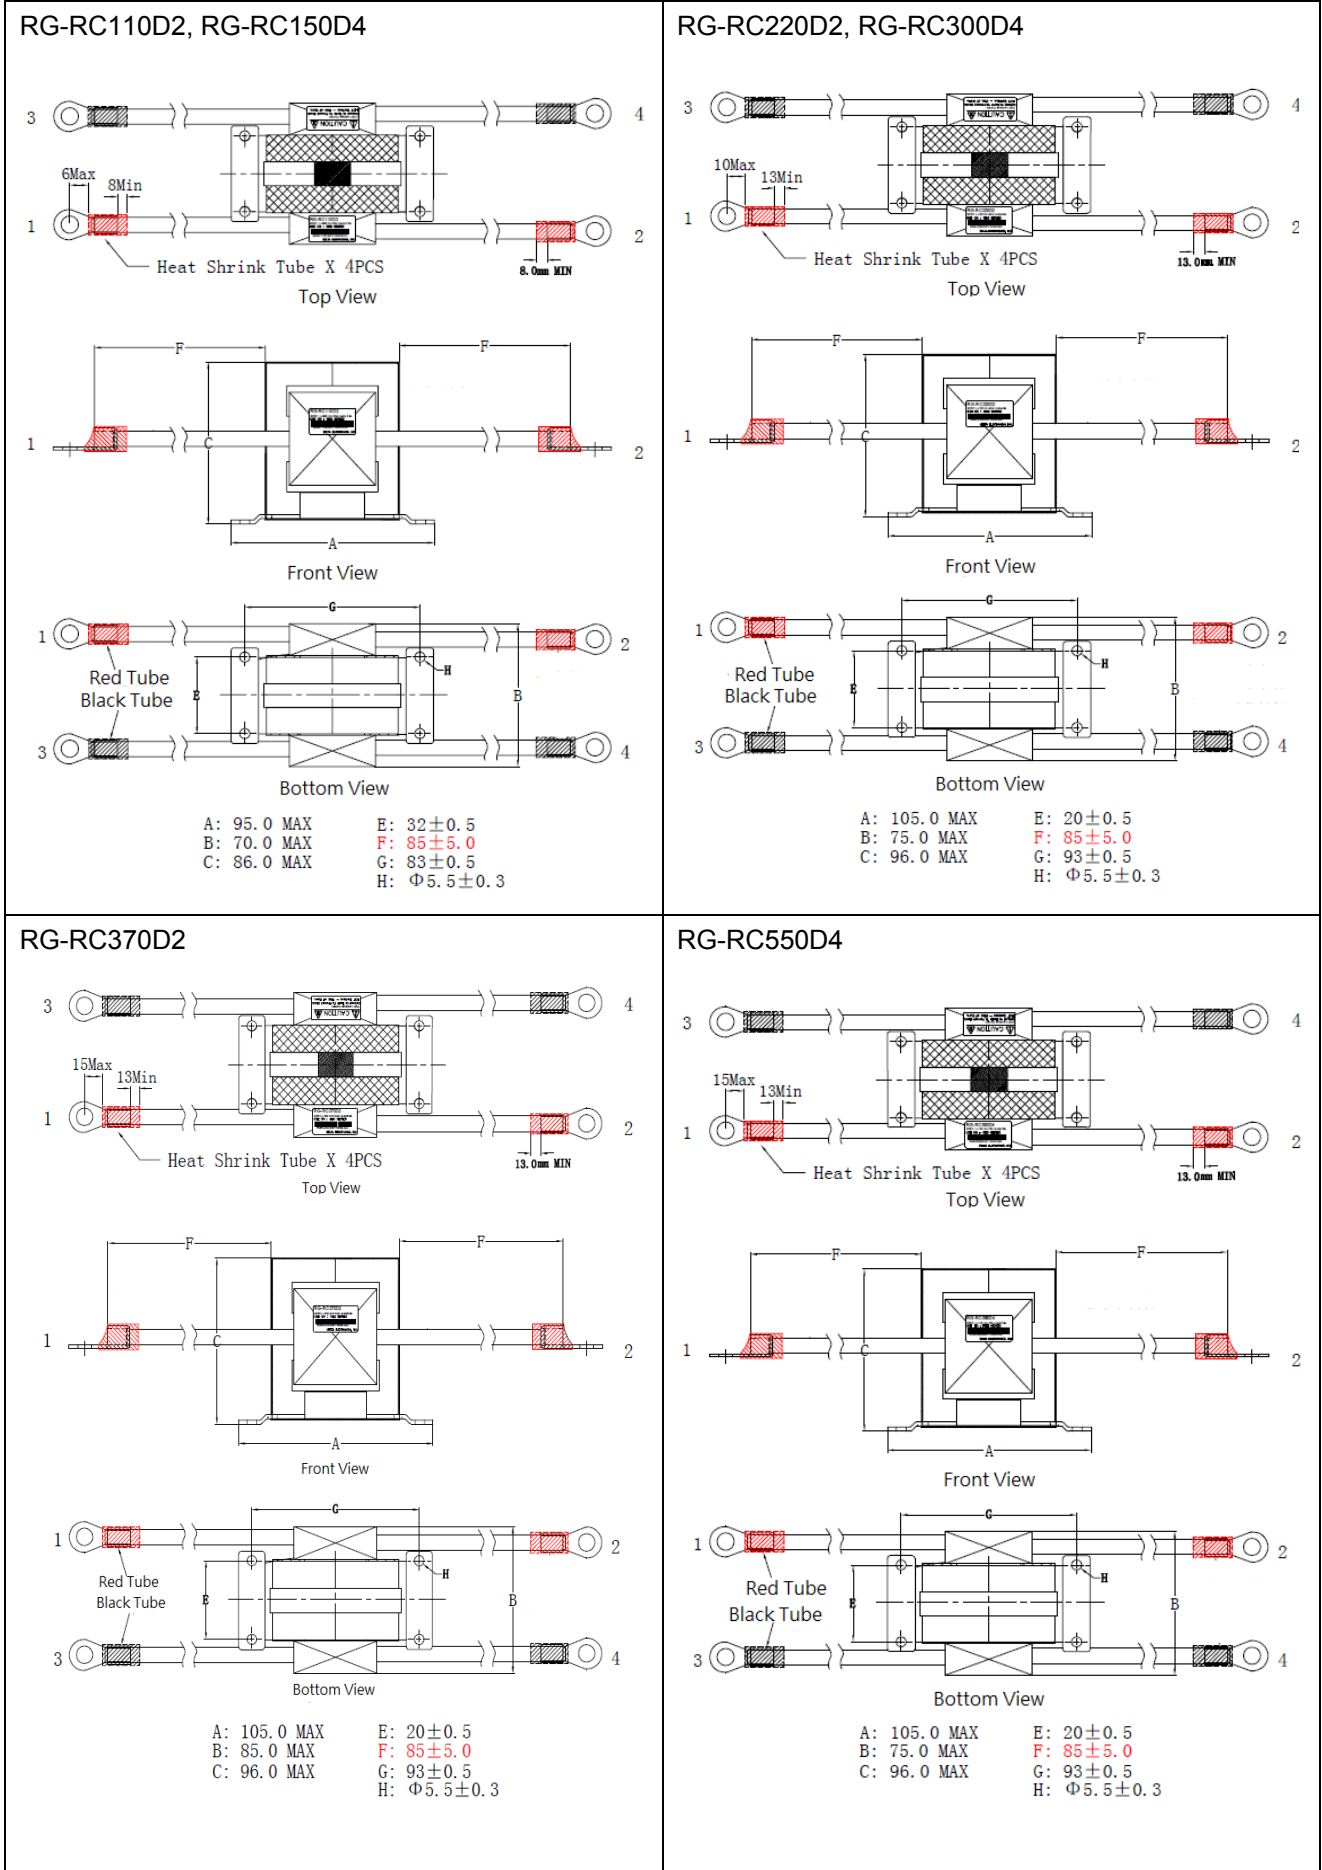 RG-RC110D2, RG-RC150D4
3
4
CAUTION
6Max
8Min
1
2
Heat Shrink Tube X 4PCS
8.0mm MIN
Top View
F
F
1
C
2
A
Front View
G
1
2
H
Red Tube
Black Tube
E
B
3
4
Bottom View
A: 95.0 MAX E: 32±0.5
B: 70.0 MAX F: 85±5.0
C: 86.0 MAX G: 83±0.5
H: Φ5.5±0.3
RG-RC220D2, RG-RC300D4
3
4
CAUTION
10Max
13Min
1
2
Heat Shrink Tube X 4PCS
13.0mm MIN
Top View
F
F
1
C
2
A
Front View
G
1
2
H
Red Tube
Black Tube
E
B
3
4
Bottom View
A: 105.0 MAX E: 20±0.5
B: 75.0 MAX F: 85±5.0
C: 96.0 MAX G: 93±0.5
H: Φ5.5±0.3
RG-RC370D2
3
4
CAUTION
15Max
13Min
1
2
Heat Shrink Tube X 4PCS
13.0mm MIN
Top View
F
F
1
C
2
A
Front View
G
1
2
H
Red Tube
Black Tube
E
B
3
4
Bottom View
A: 105.0 MAX E: 20±0.5
B: 85.0 MAX F: 85±5.0
C: 96.0 MAX G: 93±0.5
H: Φ5.5±0.3
RG-RC550D4
3
4
CAUTION
15Max
13Min
1
2
Heat Shrink Tube X 4PCS
13.0mm MIN
Top View
F
F
1
C
2
A
Front View
G
1
2
H
Red Tube
Black Tube
E
B
3
4
Bottom View
A: 105.0 MAX E: 20±0.5
B: 75.0 MAX F: 85±5.0
C: 96.0 MAX G: 93±0.5
H: Φ5.5±0.3